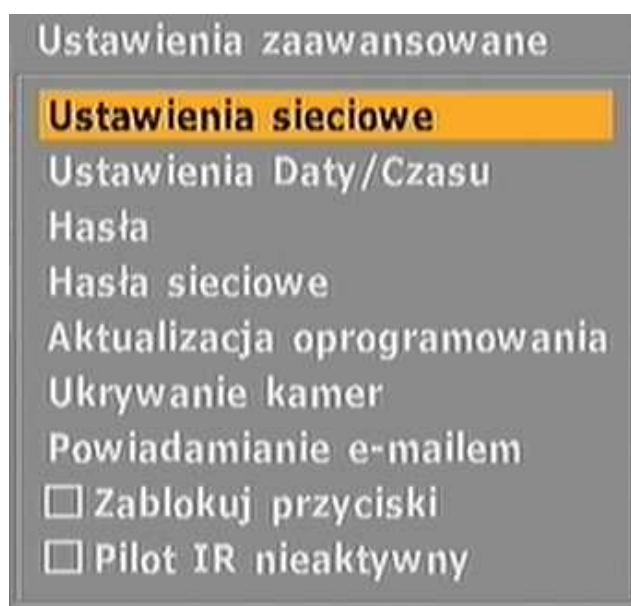 Ustawienia zaawansowane
Ustawienia sieciowe
Ustawienia Daty/Czasu
Hasła
Hasła sieciowe
Aktualizacja oprogramowania
Ukrywanie kamer
Powiadamianie e-mailem
Zablokuj przyciski
Pilot IR nieaktywny